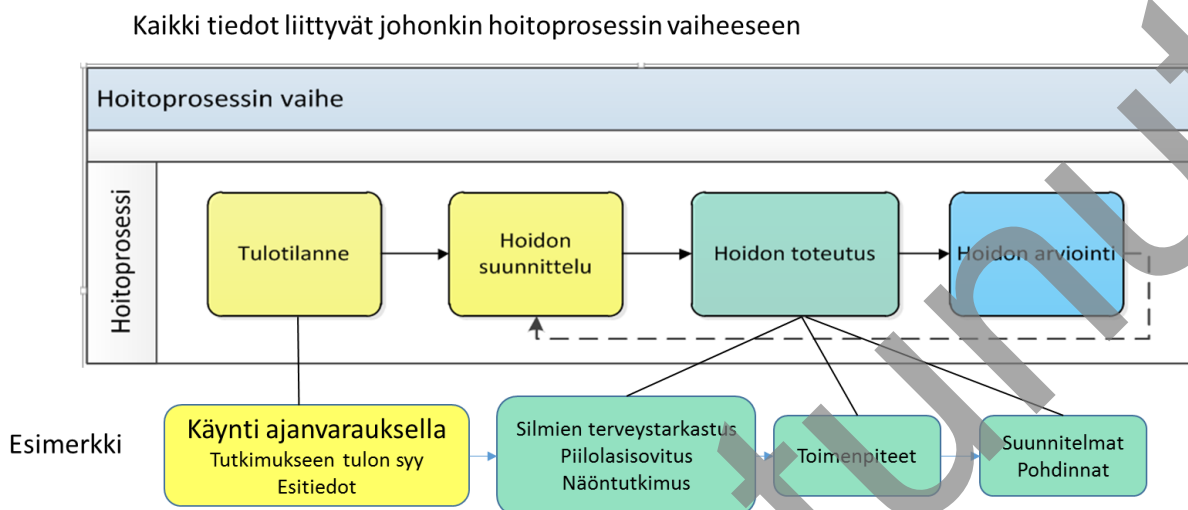 Kaikki tiedot liittyvät johonkin hoitoprosessin vaiheeseen
Hoitoprosessin vaihe
Hoitoprosessi
Tulotilanne
Hoidon
suunnittelu
Hoidon toteutus
Hoidon arviointi
Esimerkki
Käynti ajanvarauksella
Tutkimukseen tulon syy
Esitiedot
Silmien terveystarkastus
Piilolasisovitus
Näöntutkimus
Toimenpiteet
Suunnitelmat
Pohdinnat